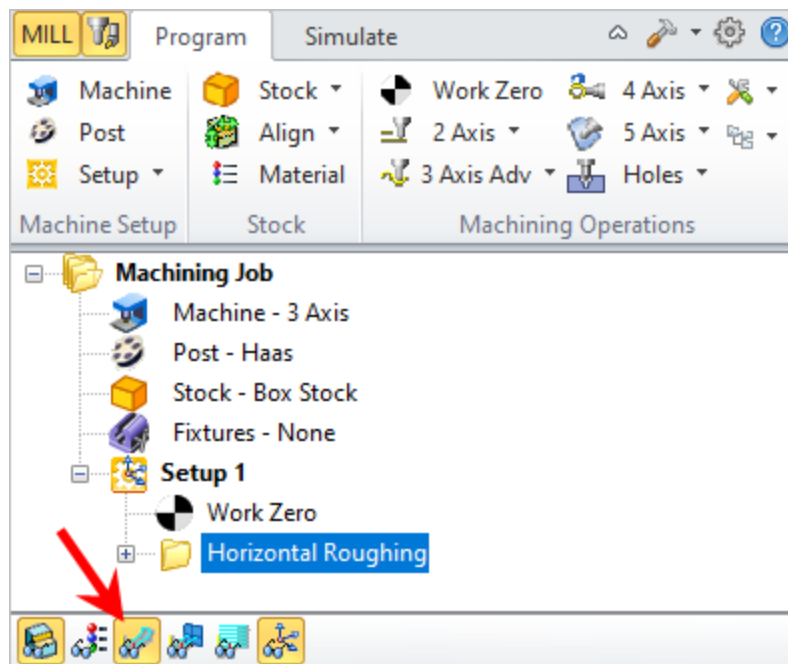 MILL Program Simulate
Machine Stock Work Zero 4 Axis
Post Align 2 Axis 5 Axis
Setup Material 3 Axis Adv Holes
Machine Setup Stock Machining Operations
Machining Job
Machine - 3 Axis
Post - Haas
Stock - Box Stock
Fixtures - None
Setup 1
Work Zero
Horizontal Roughing